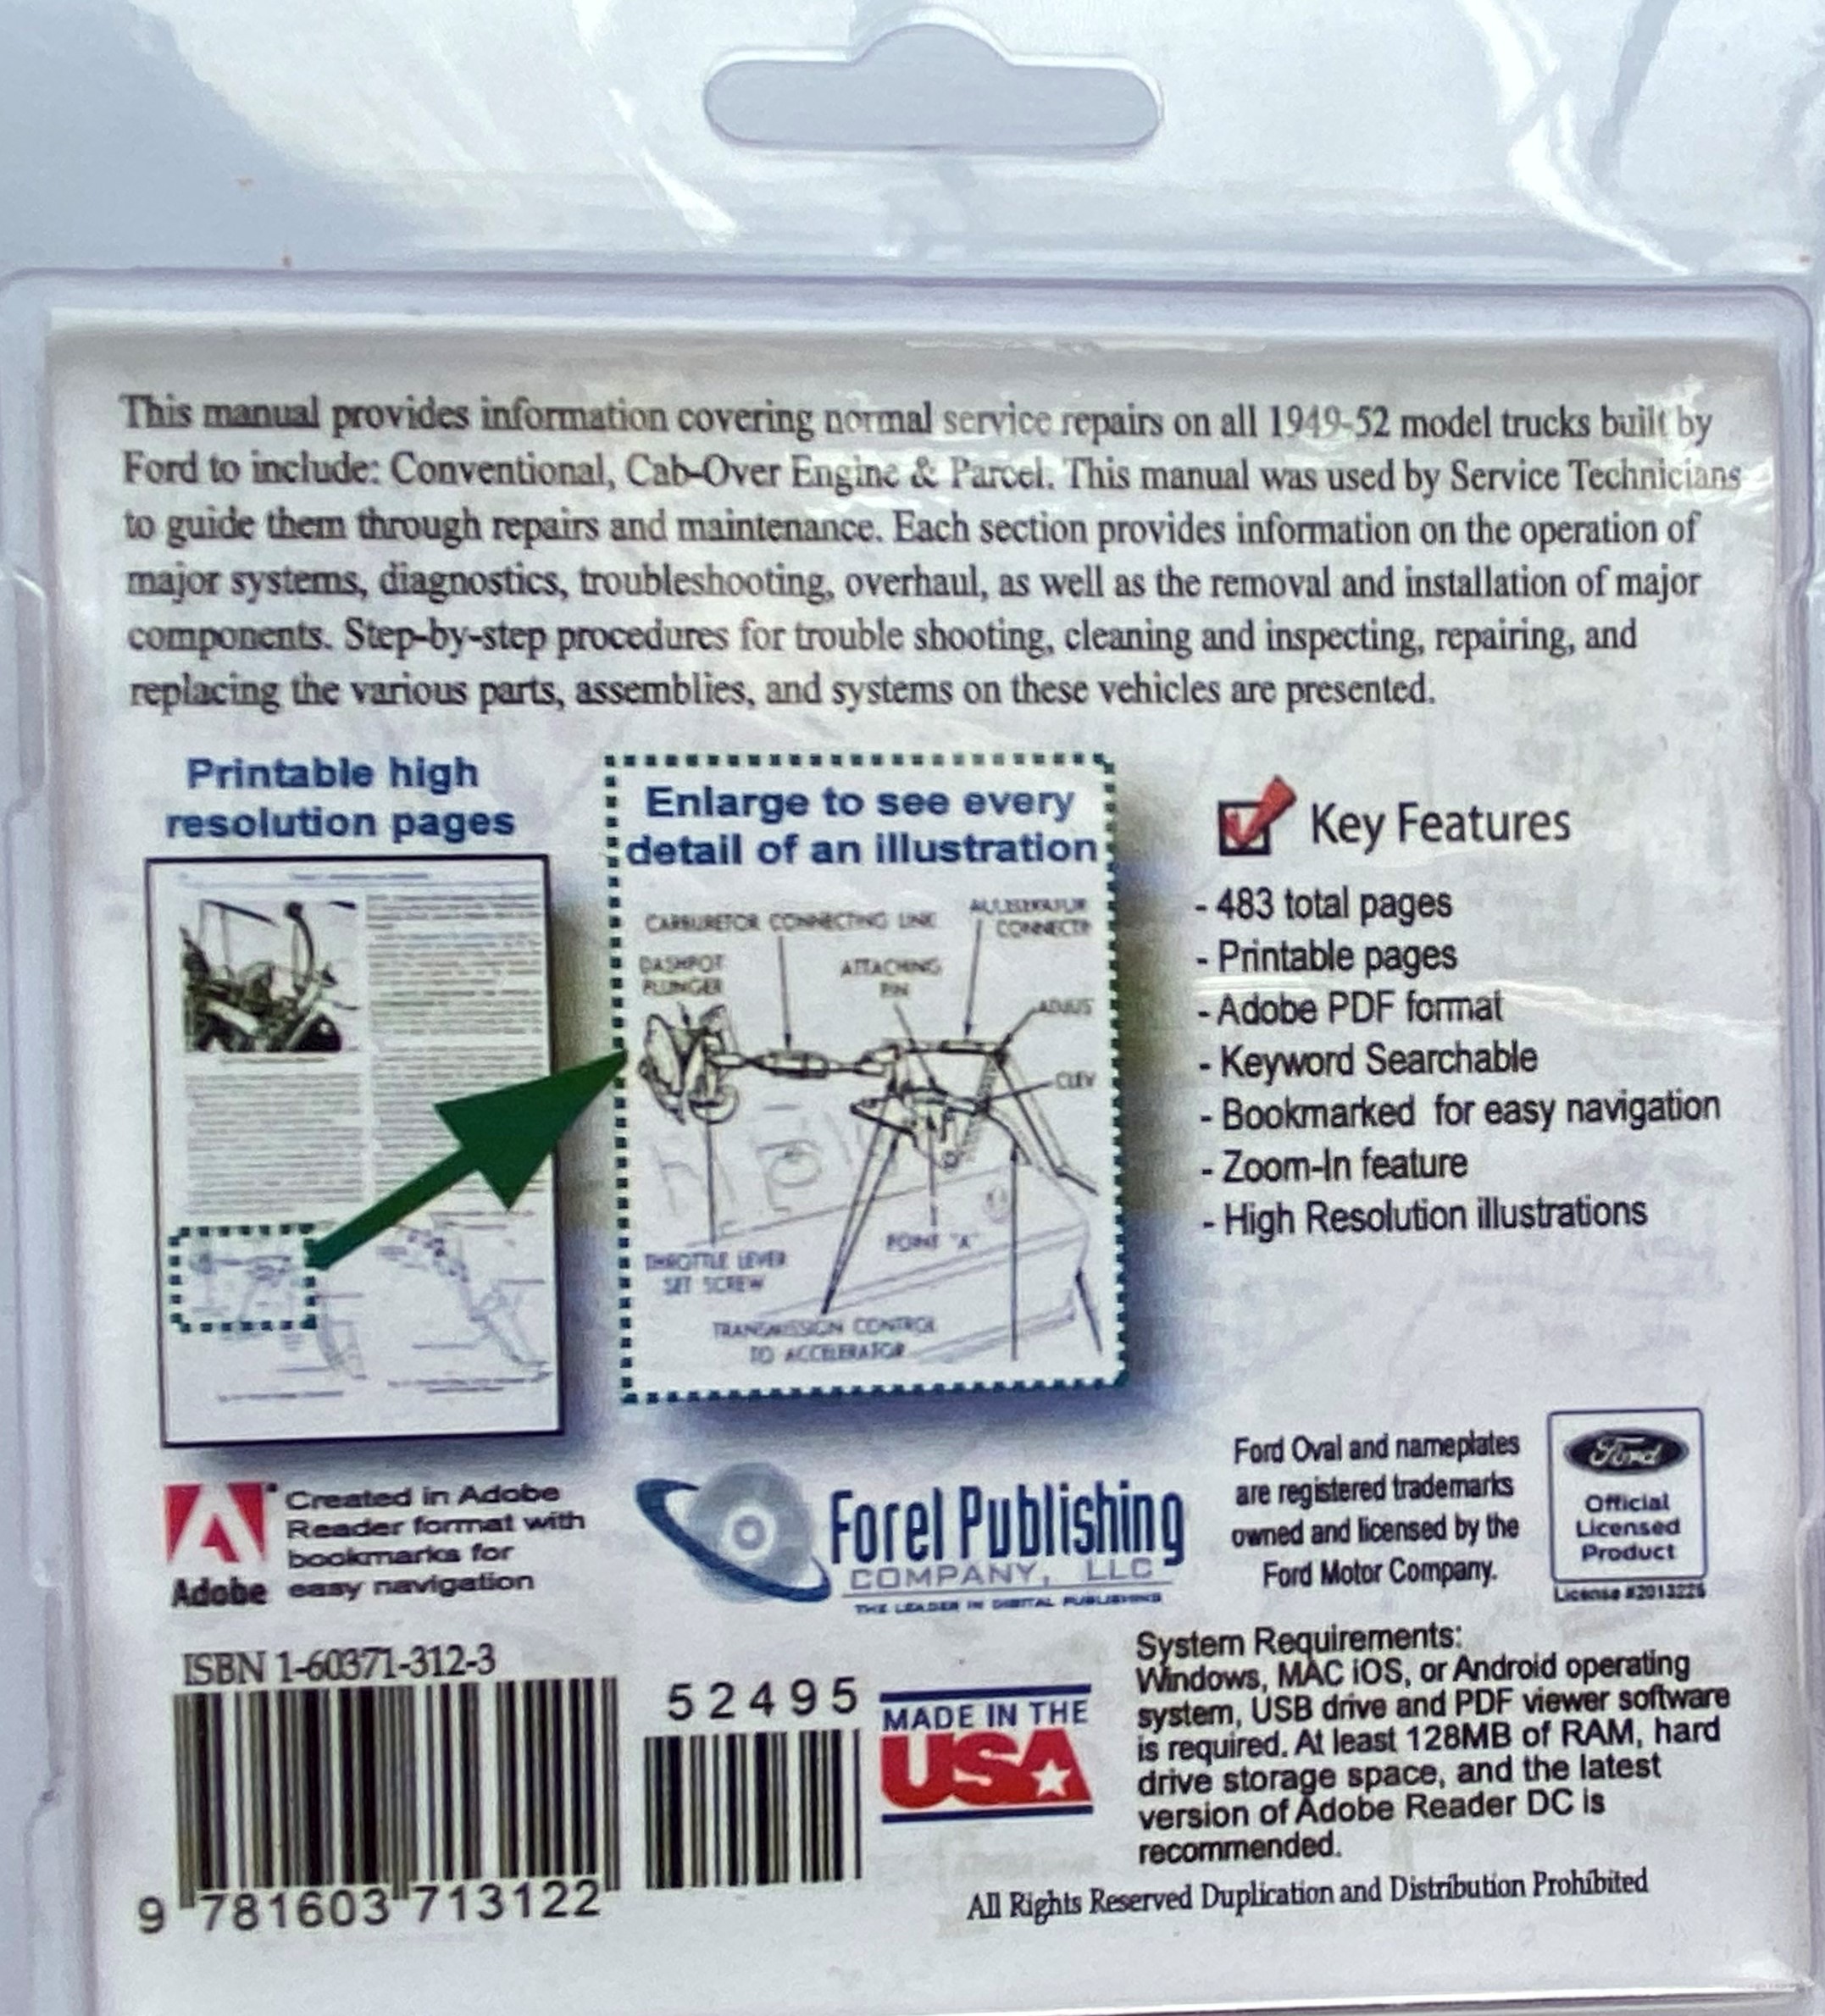 This manual provides information covering normal service repairs on all 1949-52 model trucks built by
Ford to include: Conventional, Cab-Over Engine & Parcel. This manual was used by Service Technicians
to guide them through repairs and maintenance. Each section provides information on the operation of
major systems, diagnostics, troubleshooting, overhaul, as well as the removal and installation of major
components. Step-by-step procedures for trouble shooting, cleaning and inspecting, repairing, and
replacing the various parts, assemblies, and systems on these vehicles are presented.
Printable high
resolution pages
Enlarge to see every
detail of an illustration
CARBURETOR CONNECTING LINK
ACCELERATOR
CONNECTI
DASHPOT
PLUNGER
ATTACHING
PIN
ADJUS
CLEV
POINT "A"
THROTTLE LEVER
SET SCREW
TRANSMISSION CONTROL
TO ACCELERATOR
Key Features
- 483 total pages
- Printable pages
- Adobe PDF format
- Keyword Searchable
- Bookmarked for easy navigation
- Zoom-In feature
- High Resolution illustrations
Adobe
Created in Adobe
Reader format with
bookmarks for
easy navigation
Forel Publishing
COMPANY, LLC
THE LEADER IN DIGITAL PUBLISHING
Ford Oval and nameplates
are registered trademarks
owned and licensed by the
Ford Motor Company.
Ford
Official
Licensed
Product
License #2013225
ISBN 1-60371-312-3
52495
9 781603 713122
MADE IN THE
USA
System Requirements:
Windows, MAC iOS, or Android operating
system, USB drive and PDF viewer software
is required. At least 128MB of RAM, hard
drive storage space, and the latest
version of Adobe Reader DC is
recommended.
All Rights Reserved Duplication and Distribution Prohibited